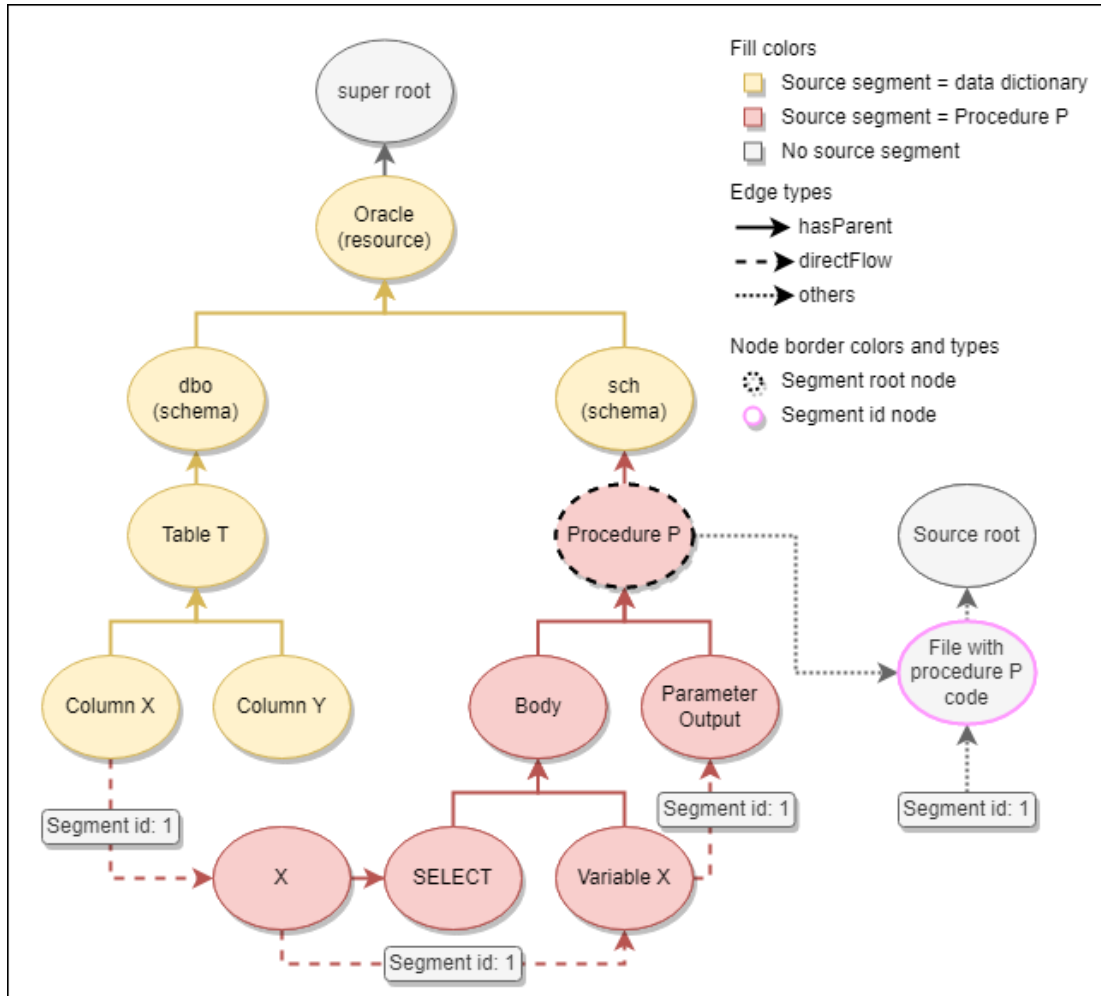 Fill colors
Source segment = data dictionary
Source segment = Procedure P
No source segment
Edge types
hasParent
directFlow
others
Node border colors and types
Segment root node
Segment id node
super root
Oracle
(resource)
dbo
(schema)
sch
(schema)
Table T
Procedure P
Source root
File with
procedure P
code
Column X
Column Y
Body
Parameter
Output
Segment id: 1
Segment id: 1
Segment id: 1
X
SELECT
Variable X
Segment id: 1